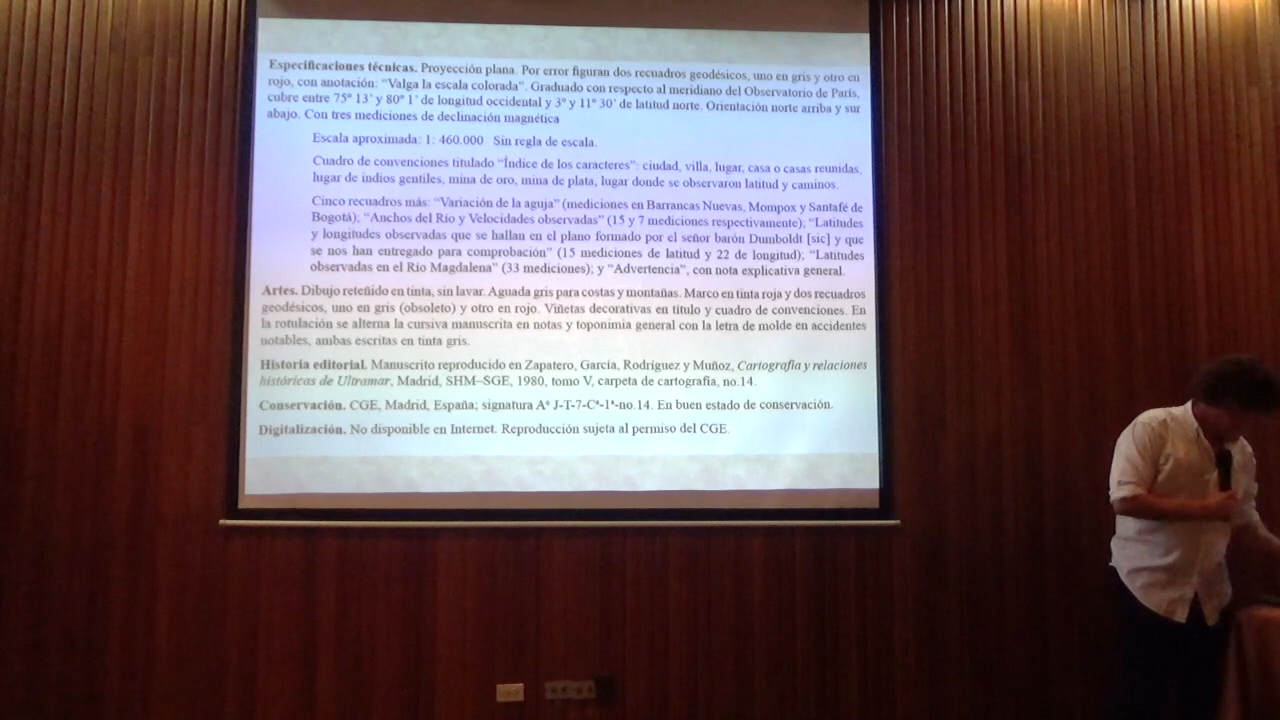 Especificaciones técnicas. Proyección plana. Por error figuran dos recuadros geodésicos, uno en gris y otro en
rojo, con anotación: “Valga la escala colorada”. Graduado con respecto al meridiano del Observatorio de París,
cubre entre 75º 13’ y 80º 1’ de longitud occidental y 3º y 11º 30’ de latitud norte. Orientación norte arriba y sur
abajo. Con tres mediciones de declinación magnética
Escala aproximada: 1: 460.000 Sin regla de escala.
Cuadro de convenciones titulado “Índice de los caracteres”: ciudad, villa, lugar, casa o casas reunidas,
lugar de indios gentiles, mina de oro, mina de plata, lugar donde se observaron latitud y caminos.
Cinco recuadros más: “Variación de la aguja” (mediciones en Barrancas Nuevas, Mompox y Santafé de
Bogotá); “Anchos del Río y Velocidades observadas” (15 y 7 mediciones respectivamente); “Latitudes
y longitudes observadas que se hallan en el plano formado por el señor barón Dumboldt [sic] y que
se nos han entregado para comprobación” (15 mediciones de latitud y 22 de longitud); “Latitudes
observadas en el Río Magdalena” (33 mediciones); y “Advertencia”, con nota explicativa general.
Artes. Dibujo reteñido en tinta, sin lavar. Aguada gris para costas y montañas. Marco en tinta roja y dos recuadros
geodésicos, uno en gris (obsoleto) y otro en rojo. Viñetas decorativas en título y cuadro de convenciones. En
la rotulación se alterna la cursiva manuscrita en notas y toponimia general con la letra de molde en accidentes
notables, ambas escritas en tinta gris.
Historia editorial. Manuscrito reproducido en Zapatero, García, Rodríguez y Muñoz, Cartografía y relaciones
históricas de Ultramar, Madrid, SHM–SGE, 1980, tomo V, carpeta de cartografía, no.14.
Conservación. CGE, Madrid, España; signatura Aº J-T-7-Cª-1ª-no.14. En buen estado de conservación.
Digitalización. No disponible en Internet. Reproducción sujeta al permiso del CGE.